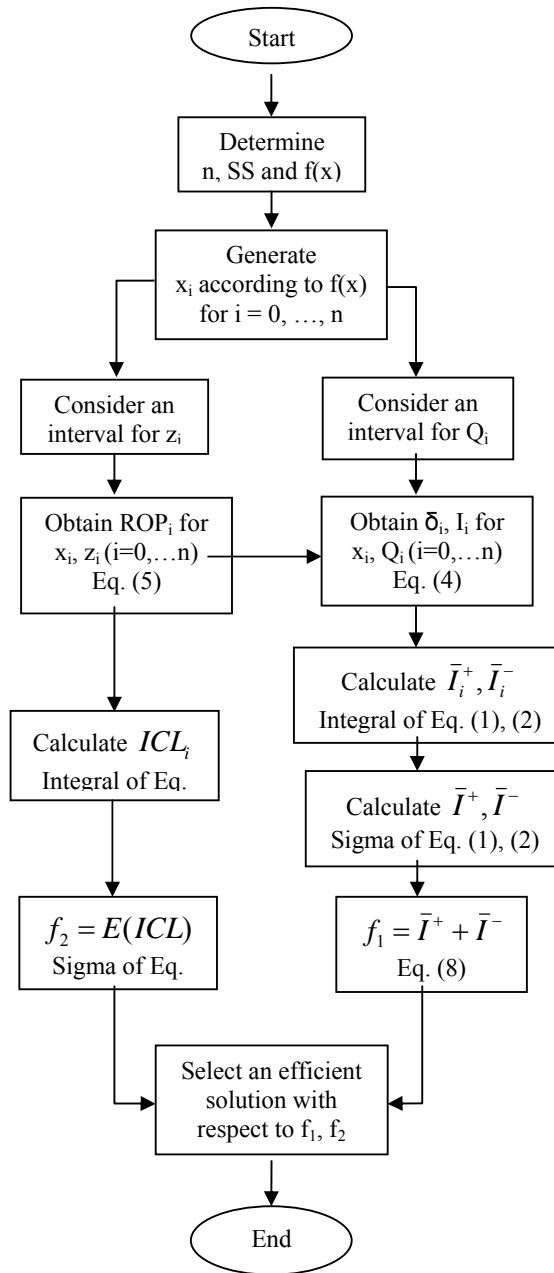 Start
Determine
n, SS and f(x)
Generate
xᵢ according to f(x)
for i = 0, …, n
Consider an
interval for zᵢ
Consider an
interval for Qᵢ
Obtain ROPᵢ for
xᵢ, zᵢ (i=0,…n)
Eq. (5)
Obtain δᵢ, Iᵢ for
xᵢ, Qᵢ (i=0,…n)
Eq. (4)
Calculate Ī⁺ᵢ, Ī⁻ᵢ
Integral of Eq. (1), (2)
Calculate ICLᵢ
Integral of Eq.
Calculate Ī⁺, Ī⁻
Sigma of Eq. (1), (2)
f₂ = E(ICL)
Sigma of Eq.
f₁ = Ī⁺ + Ī⁻
Eq. (8)
Select an efficient
solution with
respect to f₁, f₂
End